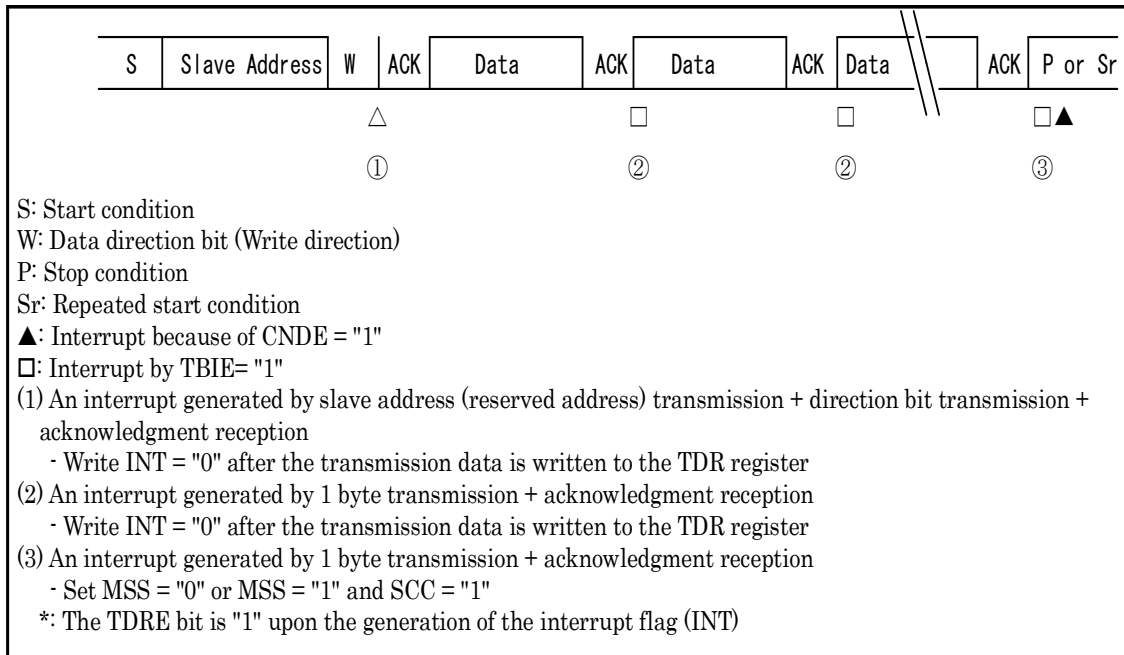 S Slave Address W ACK Data ACK Data ACK Data ACK P or Sr
△ □ □ □▲
① ② ② ③
S: Start condition
W: Data direction bit (Write direction)
P: Stop condition
Sr: Repeated start condition
▲: Interrupt because of CNDE = "1"
□: Interrupt by TBIE= "1"
(1) An interrupt generated by slave address (reserved address) transmission + direction bit transmission +
acknowledgment reception
- Write INT = "0" after the transmission data is written to the TDR register
(2) An interrupt generated by 1 byte transmission + acknowledgment reception
- Write INT = "0" after the transmission data is written to the TDR register
(3) An interrupt generated by 1 byte transmission + acknowledgment reception
- Set MSS = "0" or MSS = "1" and SCC = "1"
*: The TDRE bit is "1" upon the generation of the interrupt flag (INT)